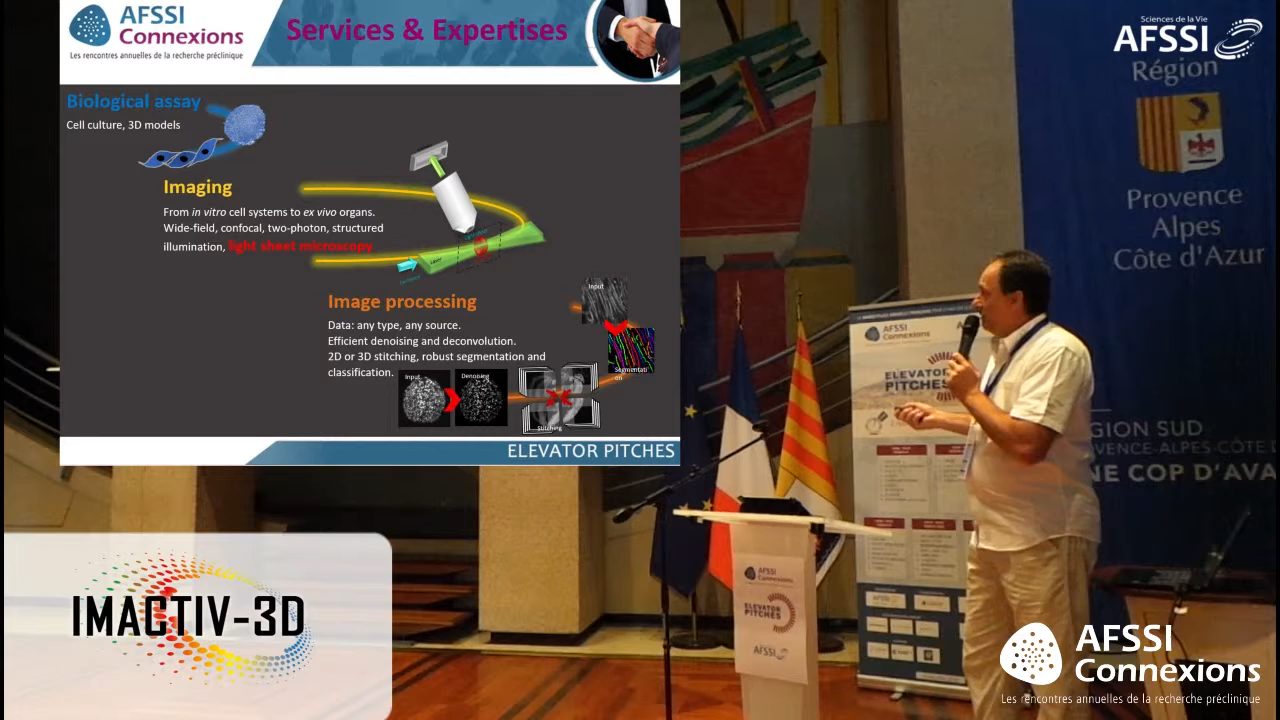 AFSSI
Connexions
Les rencontres annuelles de la recherche préclinique
Services & Expertises
Biological assay
Cell culture, 3D models
Imaging
From in vitro cell systems to ex vivo organs.
Wide-field, confocal, two-photon, structured
illumination, light sheet microscopy
Laser
Image processing
Data: any type, any source.
Efficient denoising and deconvolution.
2D or 3D stitching, robust segmentation and
classification.
Input
Denoising
Stitching
Input
Segmentati
on
ELEVATOR PITCHES
IMACTIV-3D
Sciences de la Vie
AFSSI
Région
Provence
Alpes
Côte d'Azur
GION SUD
VENCE-ALPES-CÔTE D
NE COP D'AVA
AFSSI
Connexions
ELEVATOR
PITCHES
AFSSI
Connexions
ELEVATOR
PITCHES
AFSSI
AFSSI
Connexions
Les rencontres annuelles de la recherche préclinique